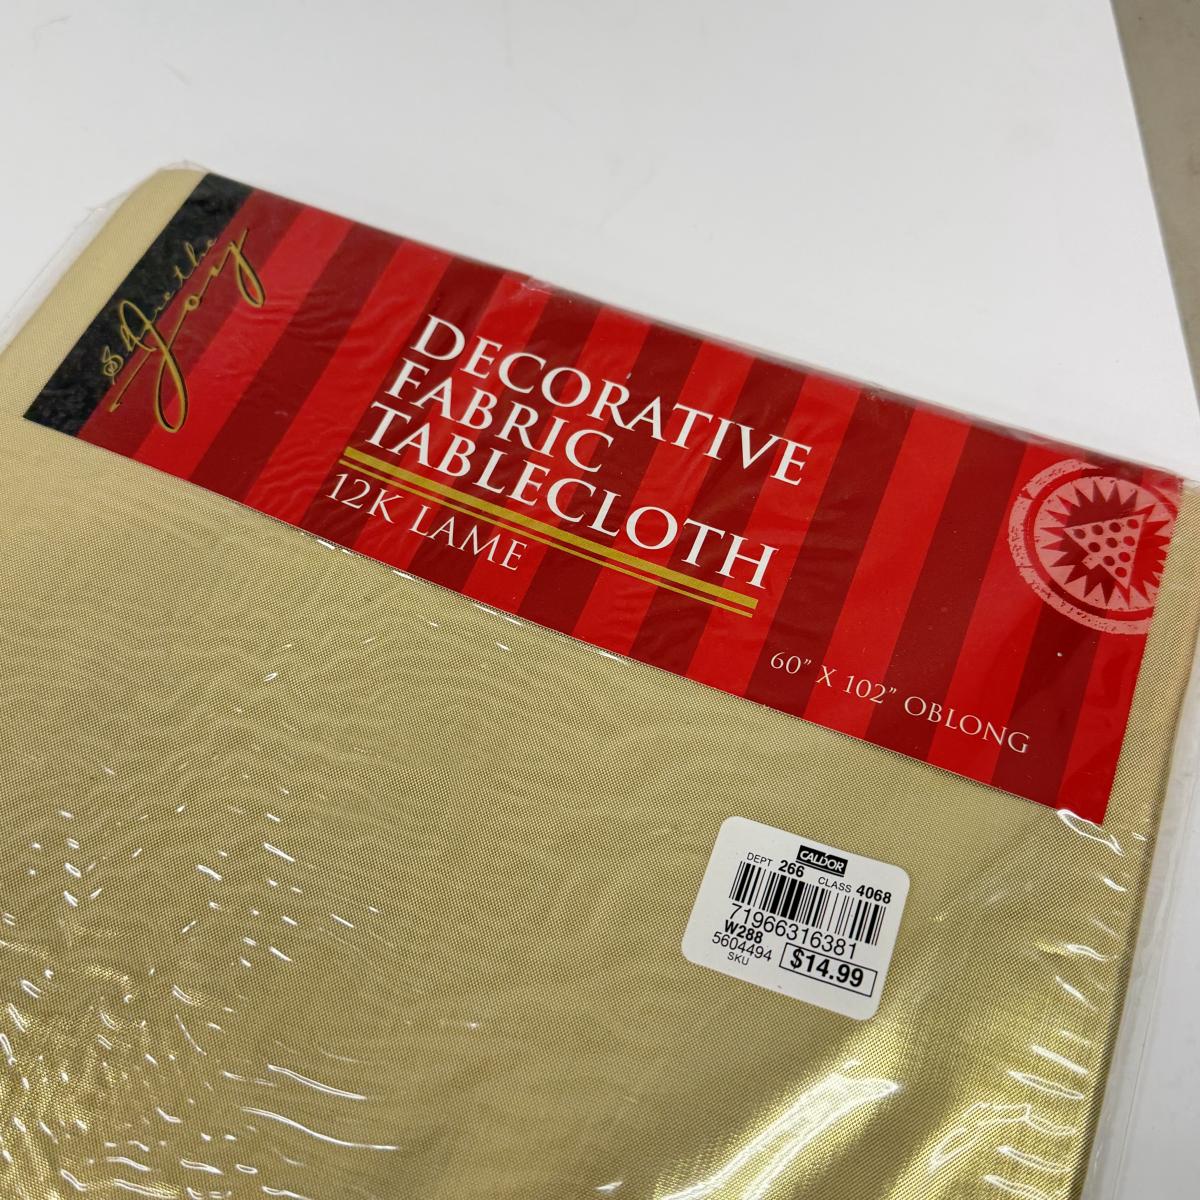 & Joy
DECORATIVE
FABRIC
TABLECLOTH
12K LAME
60" X 102" OBLONG
CALDOR
DEPT 266 CLASS 4068
71966316381
W288
5604494
SKU
$14.99